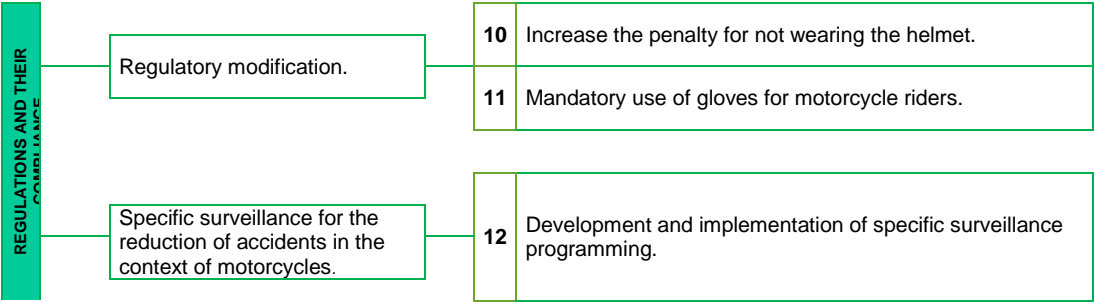 REGULATIONS AND THEIR
COMPLIANCE
Regulatory modification.
10 Increase the penalty for not wearing the helmet.
11 Mandatory use of gloves for motorcycle riders.
Specific surveillance for the
reduction of accidents in the
context of motorcycles.
12 Development and implementation of specific surveillance
programming.